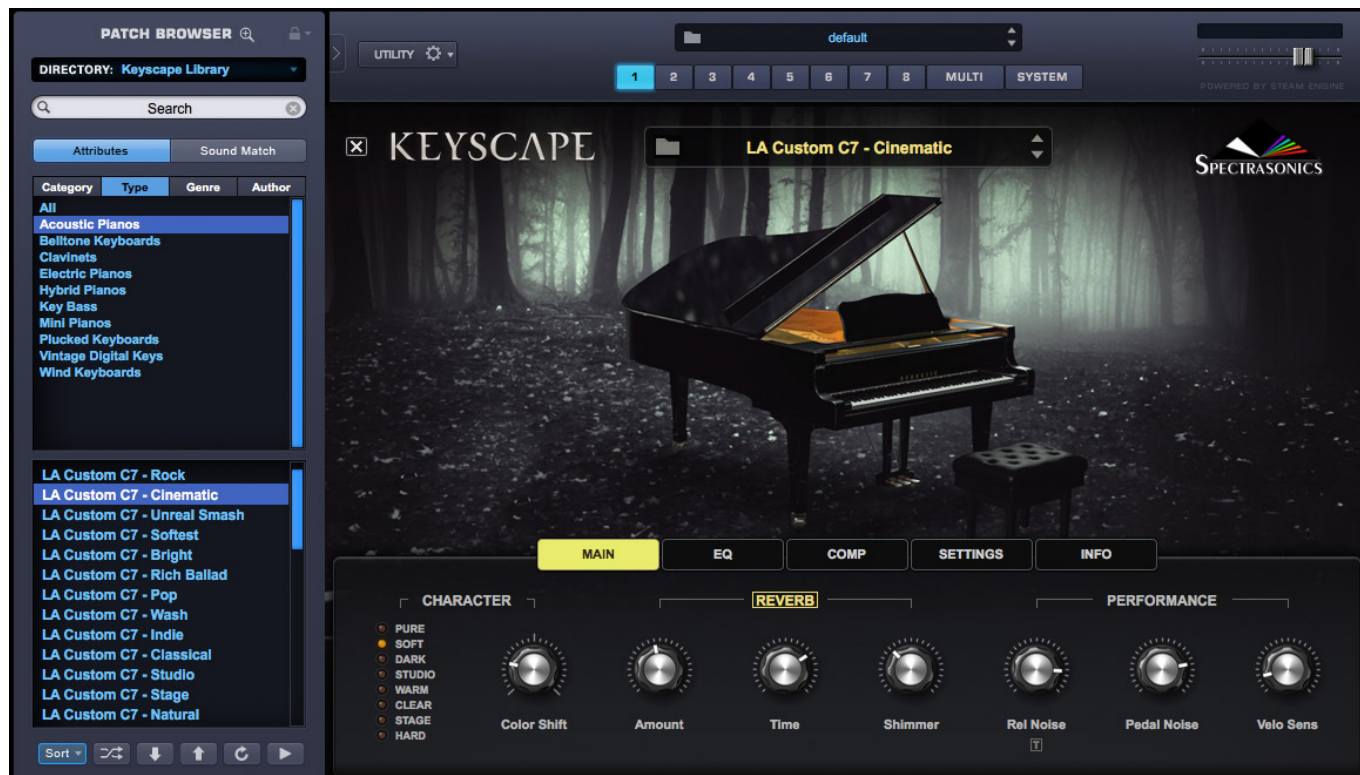 PATCH BROWSER
DIRECTORY: Keyscape Library
Search
Attributes
Sound Match
Category
Type
Genre
Author
All
Acoustic Pianos
Belltone Keyboards
Clavinets
Electric Pianos
Hybrid Pianos
Key Bass
Mini Pianos
Plucked Keyboards
Vintage Digital Keys
Wind Keyboards
LA Custom C7 - Rock
LA Custom C7 - Cinematic
LA Custom C7 - Unreal Smash
LA Custom C7 - Softest
LA Custom C7 - Bright
LA Custom C7 - Rich Ballad
LA Custom C7 - Pop
LA Custom C7 - Wash
LA Custom C7 - Indie
LA Custom C7 - Classical
LA Custom C7 - Studio
LA Custom C7 - Stage
LA Custom C7 - Natural
Sort
UTILITY
default
1 2 3 4 5 6 7 8 MULTI SYSTEM
POWERED BY STEAM ENGINE
KEYSCAPE
LA Custom C7 - Cinematic
SPECTRASONICS
MAIN
EQ
COMP
SETTINGS
INFO
CHARACTER
PURE
SOFT
DARK
STUDIO
WARM
CLEAR
STAGE
HARD
Color Shift
REVERB
Amount
Time
Shimmer
PERFORMANCE
Rel Noise
T
Pedal Noise
Velo Sens